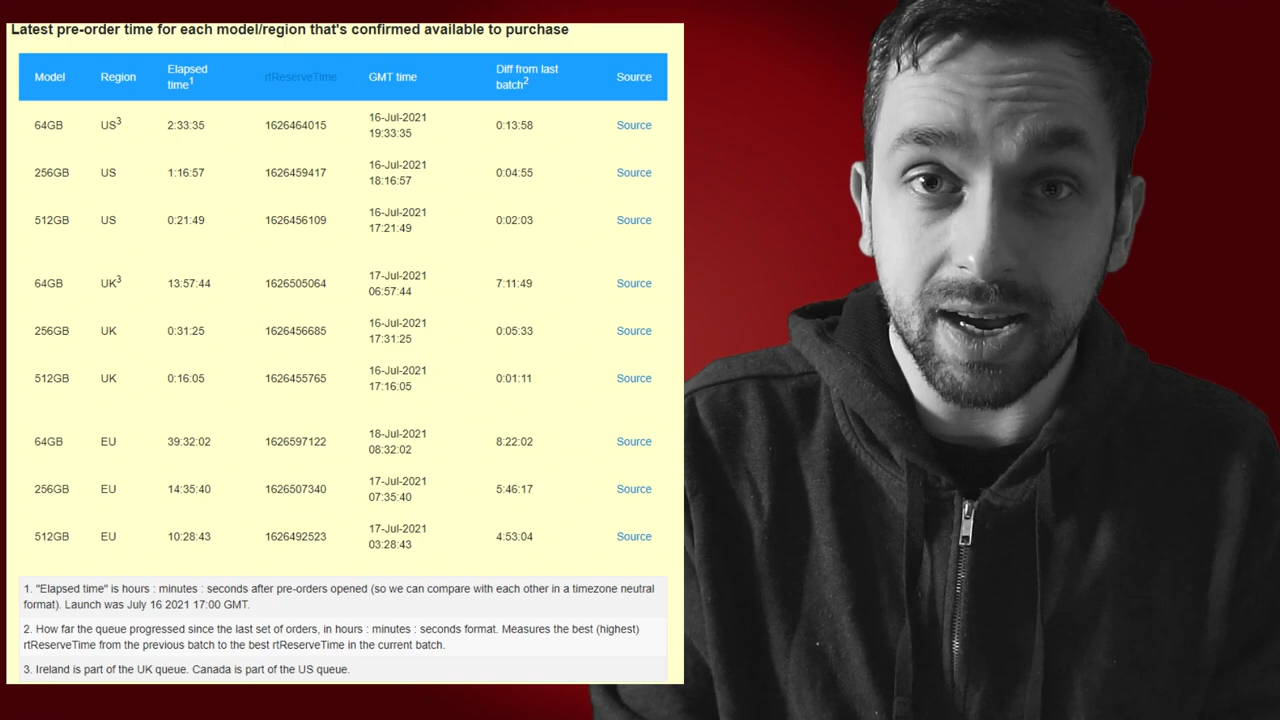 Latest pre-order time for each model/region that's confirmed available to purchase
Model Region Elapsed time1 rtReserveTime GMT time Diff from last batch2 Source
64GB US3 2:33:35 1626464015 16-Jul-2021 19:33:35 0:13:58 Source
256GB US 1:16:57 1626459417 16-Jul-2021 18:16:57 0:04:55 Source
512GB US 0:21:49 1626456109 16-Jul-2021 17:21:49 0:02:03 Source
64GB UK3 13:57:44 1626505064 17-Jul-2021 06:57:44 7:11:49 Source
256GB UK 0:31:25 1626456685 16-Jul-2021 17:31:25 0:05:33 Source
512GB UK 0:16:05 1626455765 16-Jul-2021 17:16:05 0:01:11 Source
64GB EU 39:32:02 1626597122 18-Jul-2021 08:32:02 8:22:02 Source
256GB EU 14:35:40 1626507340 17-Jul-2021 07:35:40 5:46:17 Source
512GB EU 10:28:43 1626492523 17-Jul-2021 03:28:43 4:53:04 Source
1. "Elapsed time" is hours : minutes : seconds after pre-orders opened (so we can compare with each other in a timezone neutral
format). Launch was July 16 2021 17:00 GMT.
2. How far the queue progressed since the last set of orders, in hours : minutes : seconds format. Measures the best (highest)
rtReserveTime from the previous batch to the best rtReserveTime in the current batch.
3. Ireland is part of the UK queue. Canada is part of the US queue.